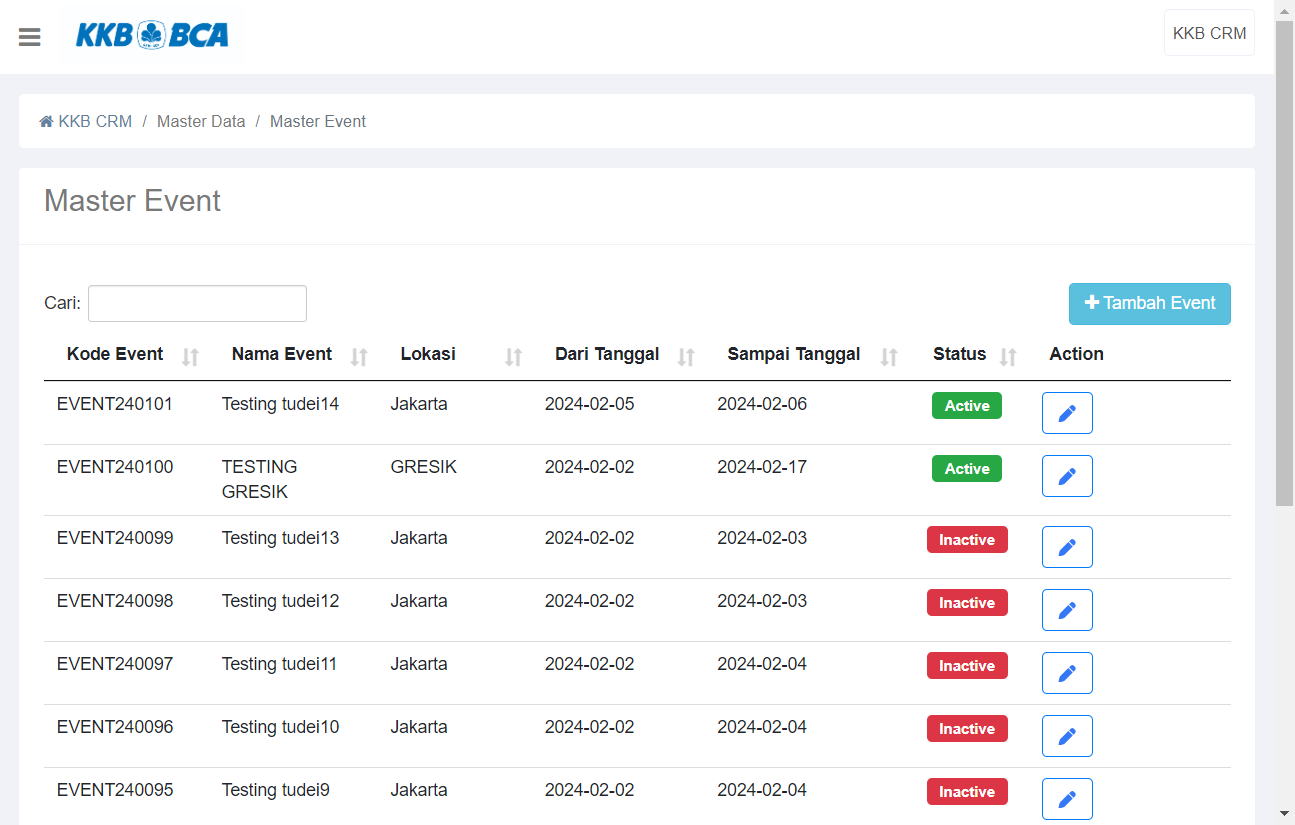 KKB BCA
KKB CRM
KKB CRM / Master Data / Master Event
Master Event
Cari:
Tambah Event
Kode Event Nama Event Lokasi Dari Tanggal Sampai Tanggal Status Action
EVENT240101 Testing tudei14 Jakarta 2024-02-05 2024-02-06 Active
EVENT240100 TESTING GRESIK GRESIK 2024-02-02 2024-02-17 Active
EVENT240099 Testing tudei13 Jakarta 2024-02-02 2024-02-03 Inactive
EVENT240098 Testing tudei12 Jakarta 2024-02-02 2024-02-03 Inactive
EVENT240097 Testing tudei11 Jakarta 2024-02-02 2024-02-04 Inactive
EVENT240096 Testing tudei10 Jakarta 2024-02-02 2024-02-04 Inactive
EVENT240095 Testing tudei9 Jakarta 2024-02-02 2024-02-04 Inactive